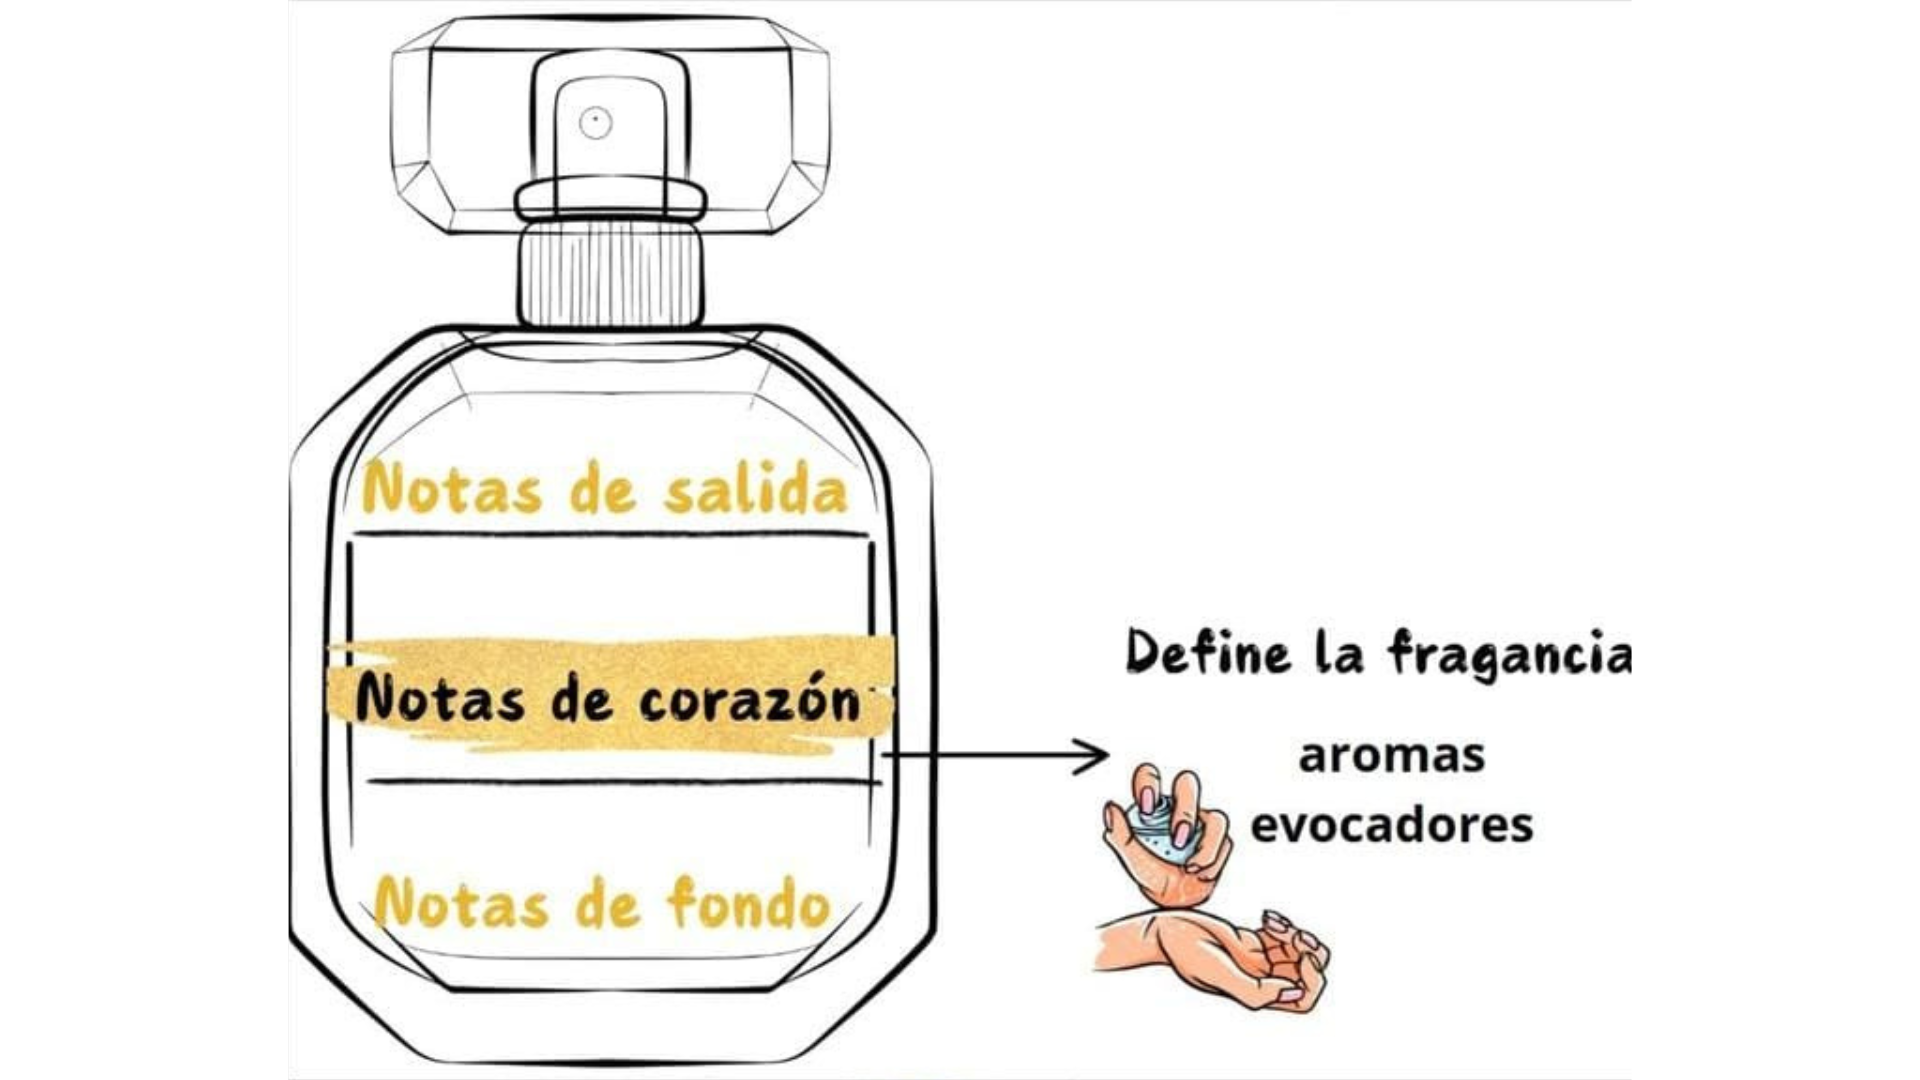 Notas de salida
Notas de corazón
Notas de fondo
Define la fragancia
aromas
evocadores